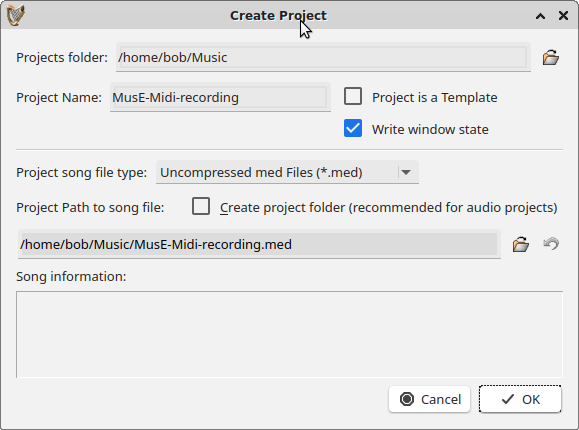 Create Project
Projects folder: /home/bob/Music
Project Name: MusE-Midi-recording Project is a Template
Write window state
Project song file type: Uncompressed med Files (*.med)
Project Path to song file: Create project folder (recommended for audio projects)
/home/bob/Music/MusE-Midi-recording.med
Song information:
Cancel OK